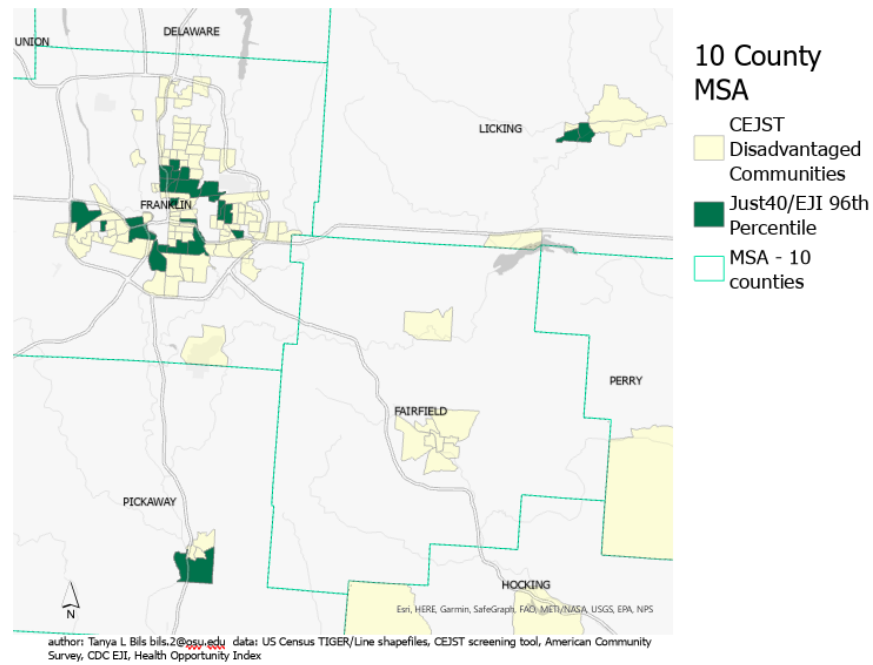 UNION
DELAWARE
LICKING
FRANKLIN
PERRY
FAIRFIELD
PICKAWAY
HOCKING
N
Esri, HERE, Garmin, SafeGraph, FAO, METI/NASA, USGS, EPA, NPS
10 County
MSA
CEJST
Disadvantaged
Communities
Just40/EJI 96th
Percentile
MSA - 10
counties
author: Tanya L Bils bils.2@osu.edu data: US Census TIGER/Line shapefiles, CEJST screening tool, American Community
Survey, CDC EJI, Health Opportunity Index